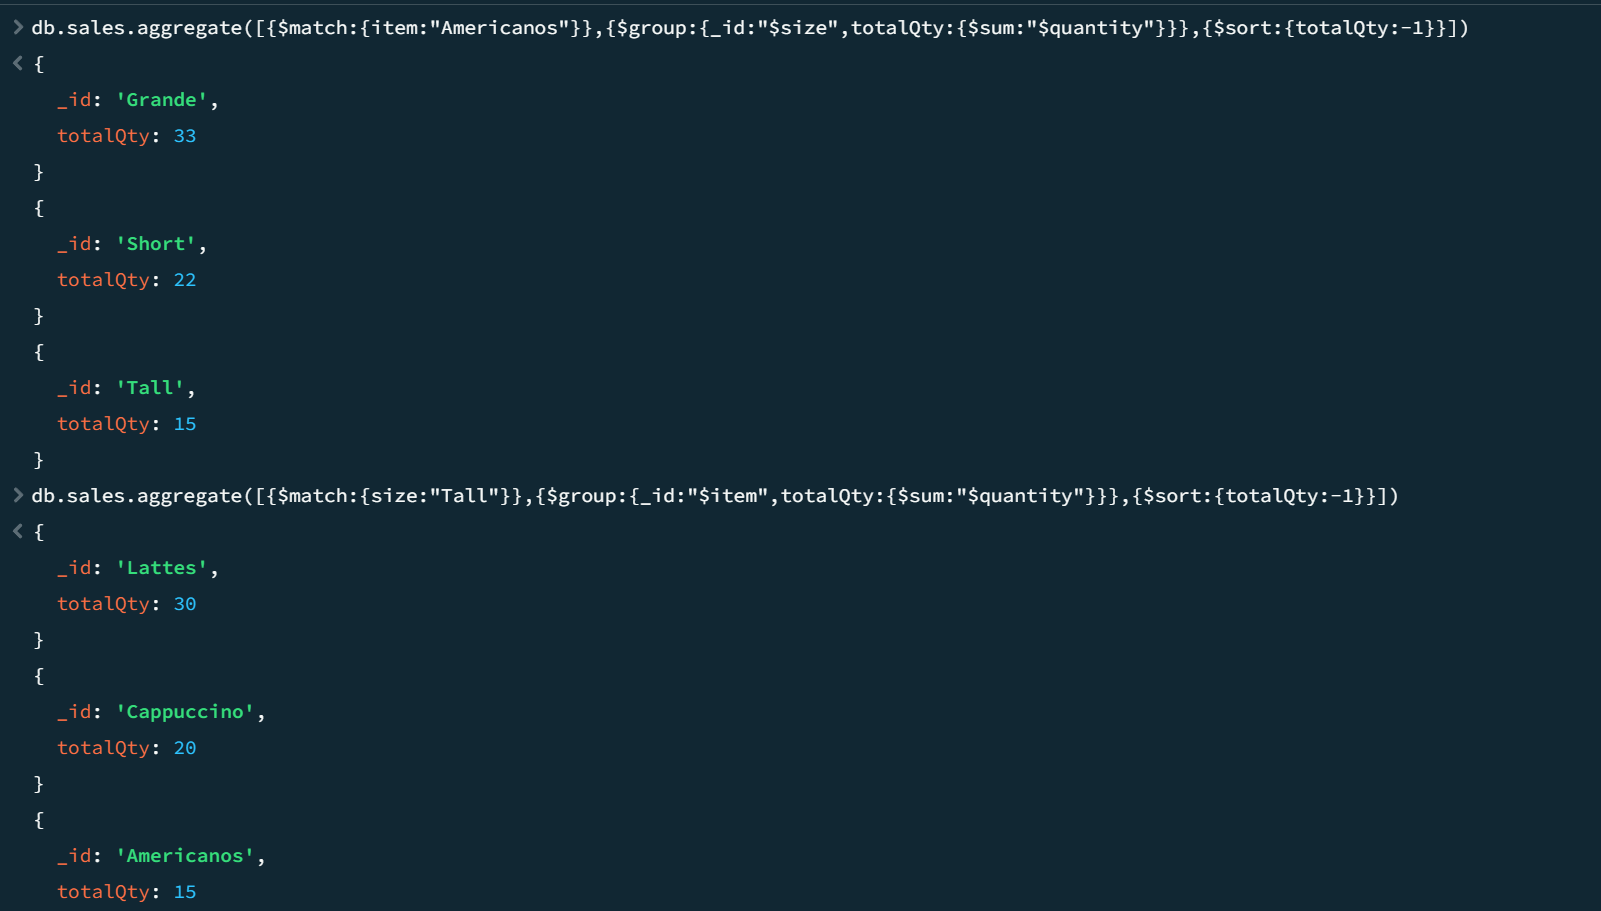 > db.sales.aggregate([{$match:{item:"Americanos"}},{$group:{_id:"$size",totalQty:{$sum:"$quantity"}}},{$sort:{totalQty:-1}}])
< {
_id: 'Grande',
totalQty: 33
}
{
_id: 'Short',
totalQty: 22
}
{
_id: 'Tall',
totalQty: 15
}
> db.sales.aggregate([{$match:{size:"Tall"}},{$group:{_id:"$item",totalQty:{$sum:"$quantity"}}},{$sort:{totalQty:-1}}])
< {
_id: 'Lattes',
totalQty: 30
}
{
_id: 'Cappuccino',
totalQty: 20
}
{
_id: 'Americanos',
totalQty: 15